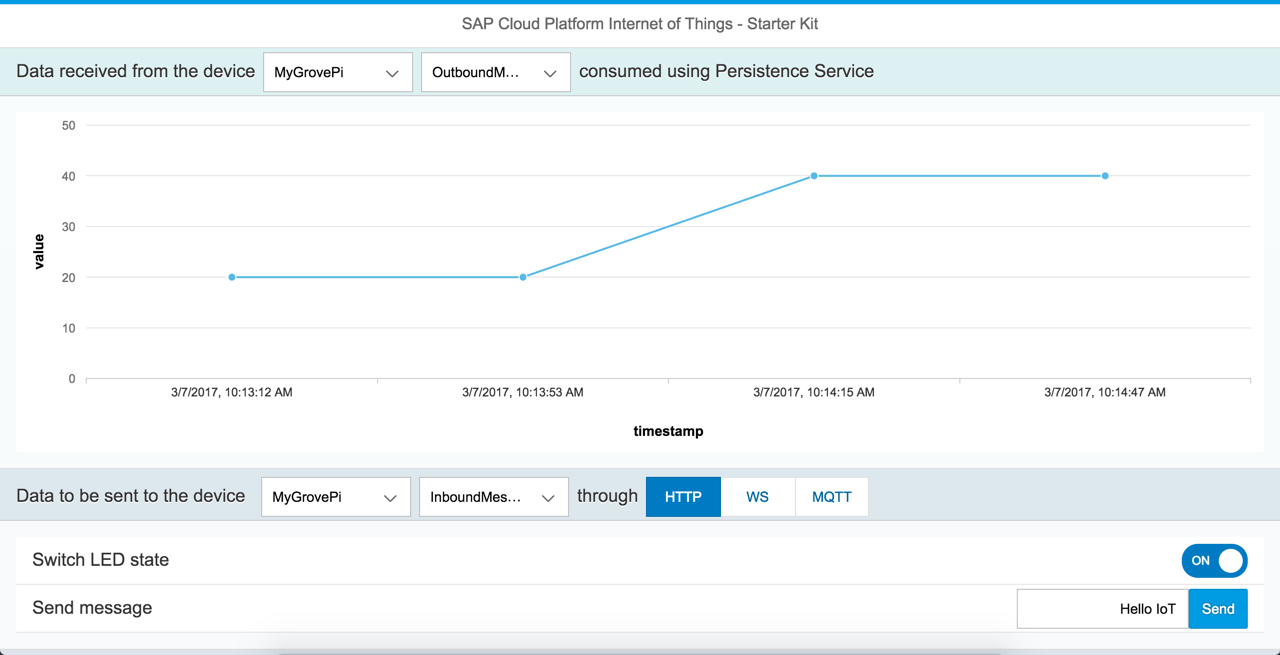 SAP Cloud Platform Internet of Things - Starter Kit
Data received from the device MyGrovePi OutboundM... consumed using Persistence Service
50
40
30
20
10
0
value
3/7/2017, 10:13:12 AM 3/7/2017, 10:13:53 AM 3/7/2017, 10:14:15 AM 3/7/2017, 10:14:47 AM
timestamp
Data to be sent to the device MyGrovePi InboundMes... through HTTP WS MQTT
Switch LED state ON
Send message Hello IoT Send